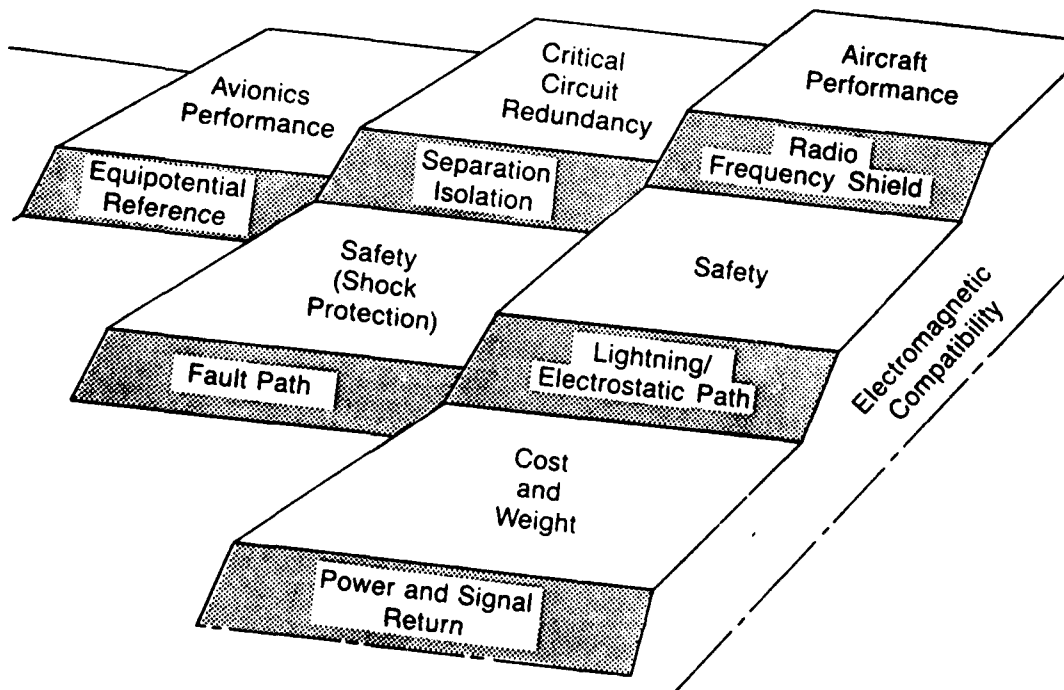 Avionics
Performance
Critical
Circuit
Redundancy
Aircraft
Performance
Equipotential
Reference
Separation
Isolation
Radio
Frequency Shield
Safety
(Shock
Protection)
Safety
Fault Path
Lightning/
Electrostatic Path
Electromagnetic
Compatibility
Cost
and
Weight
Power and Signal
Return